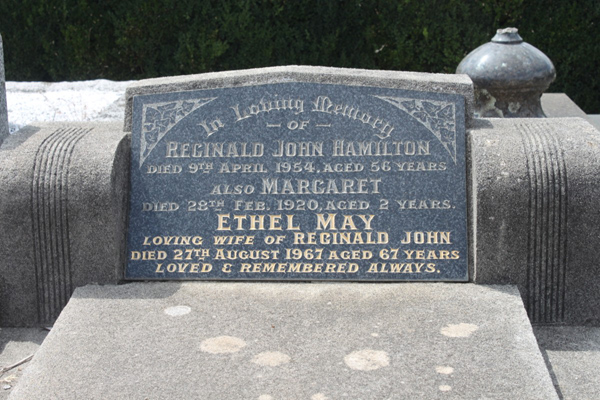 In Loving Memory
— OF —
REGINALD JOHN HAMILTON
DIED 9TH APRIL 1954, AGED 56 YEARS
ALSO MARGARET
DIED 28TH FEB. 1920, AGED 2 YEARS.
ETHEL MAY
LOVING WIFE OF REGINALD JOHN
DIED 27TH AUGUST 1967 AGED 67 YEARS
LOVED & REMEMBERED ALWAYS.